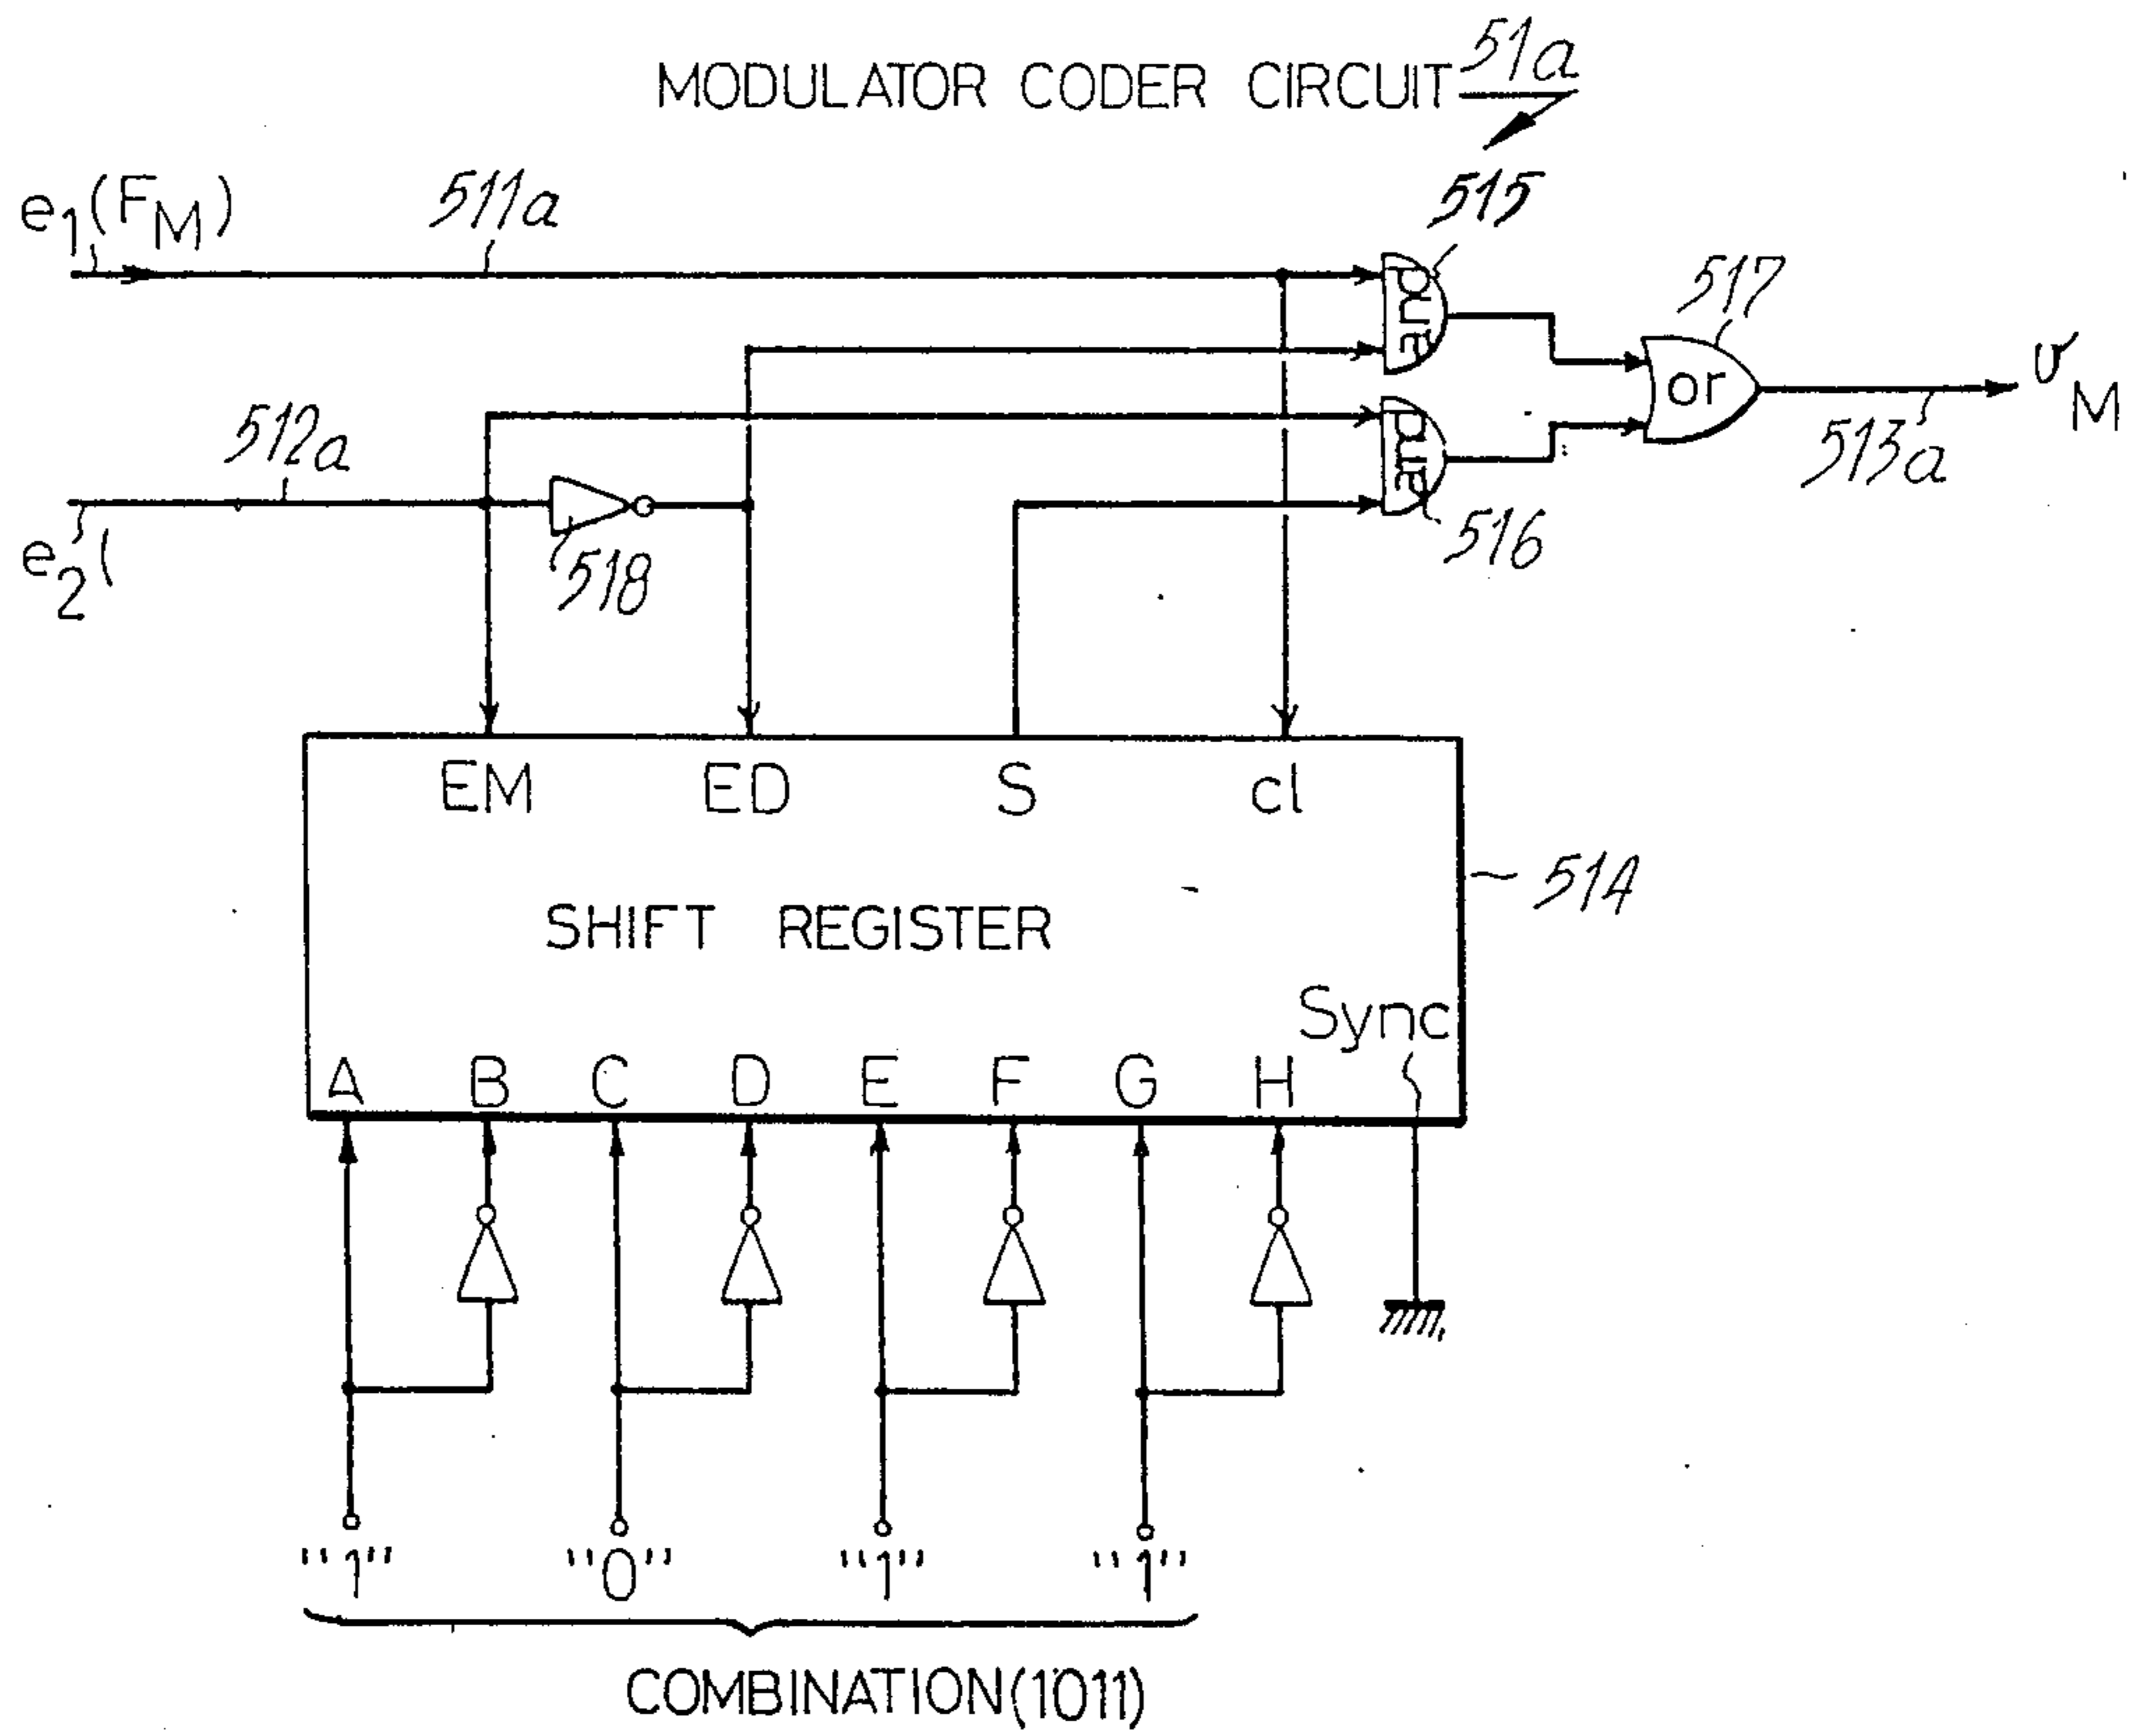 MODULATOR CODER CIRCUIT 51a
e1(FM)
511a
515
and
517
or
υM
513a
512a
and
516
e2(
518
EM ED S cl
SHIFT REGISTER
514
Sync
A B C D E F G H
"1" "0" "1" "1"
COMBINATION(1011)